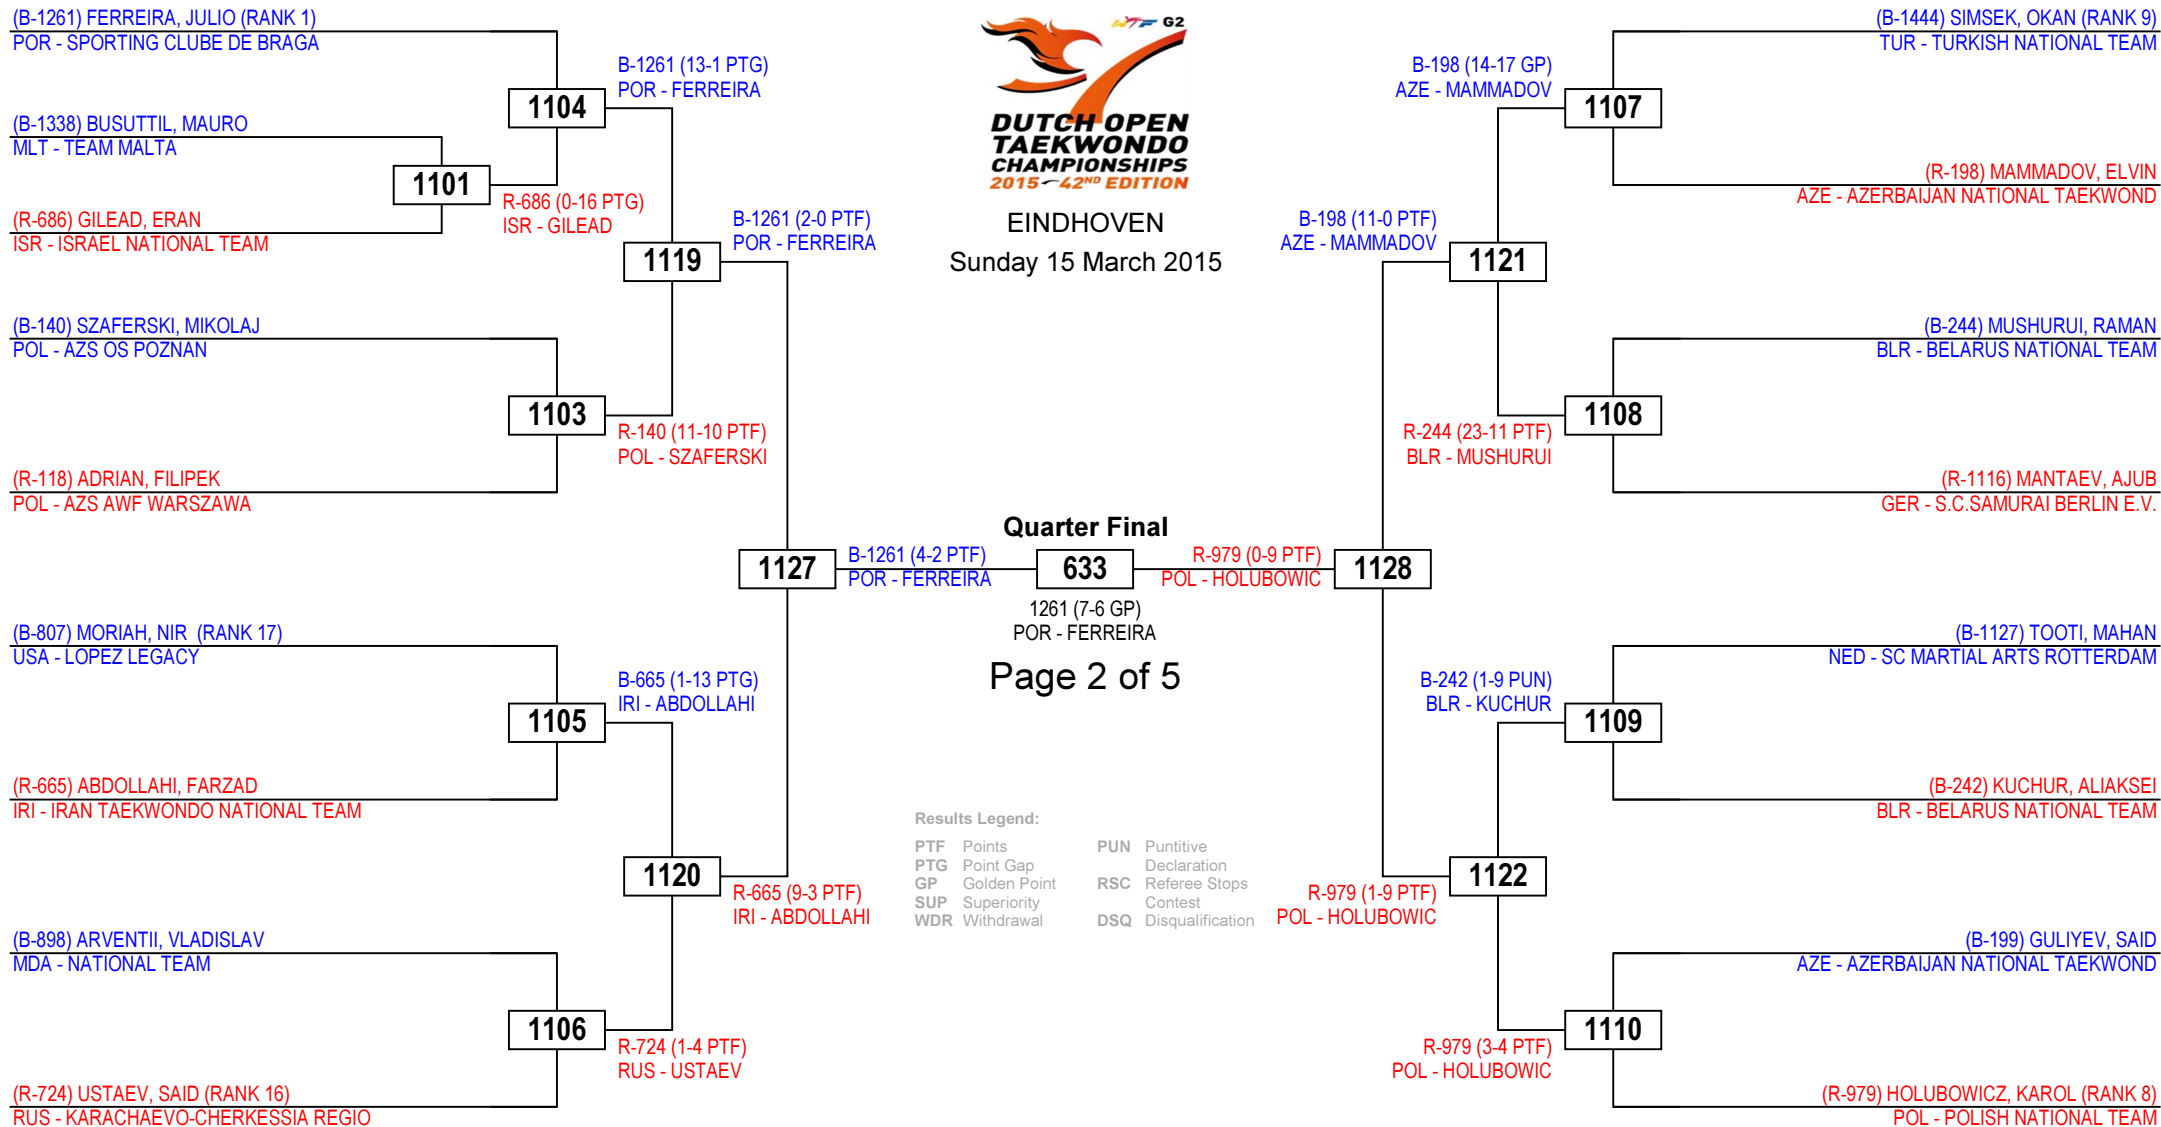 (B-1261) FERREIRA, JULIO (RANK 1)
POR - SPORTING CLUBE DE BRAGA
B-1261 (13-1 PTG)
POR - FERREIRA
1104
(B-1338) BUSUTTIL, MAURO
MLT - TEAM MALTA
1101
R-686 (0-16 PTG)
ISR - GILEAD
(R-686) GILEAD, ERAN
ISR - ISRAEL NATIONAL TEAM
B-1261 (2-0 PTF)
POR - FERREIRA
1119
(B-140) SZAFERSKI, MIKOLAJ
POL - AZS OS POZNAN
1103
R-140 (11-10 PTF)
POL - SZAFERSKI
(R-118) ADRIAN, FILIPEK
POL - AZS AWF WARSZAWA
1127
B-1261 (4-2 PTF)
POR - FERREIRA
(B-807) MORIAH, NIR (RANK 17)
USA - LOPEZ LEGACY
B-665 (1-13 PTG)
IRI - ABDOLLAHI
1105
(R-665) ABDOLLAHI, FARZAD
IRI - IRAN TAEKWONDO NATIONAL TEAM
1120
R-665 (9-3 PTF)
IRI - ABDOLLAHI
(B-898) ARVENTII, VLADISLAV
MDA - NATIONAL TEAM
1106
R-724 (1-4 PTF)
RUS - USTAEV
(R-724) USTAEV, SAID (RANK 16)
RUS - KARACHAEVO-CHERKESSIA REGIO
WTF G2
DUTCH OPEN
TAEKWONDO
CHAMPIONSHIPS
2015 ~ 42ND EDITION
EINDHOVEN
Sunday 15 March 2015
Quarter Final
633
1261 (7-6 GP)
POR - FERREIRA
Page 2 of 5
Results Legend:
PTF Points
PTG Point Gap
GP Golden Point
SUP Superiority
WDR Withdrawal
PUN Puntitive
Declaration
RSC Referee Stops
Contest
DSQ Disqualification
(B-1444) SIMSEK, OKAN (RANK 9)
TUR - TURKISH NATIONAL TEAM
B-198 (14-17 GP)
AZE - MAMMADOV
1107
(R-198) MAMMADOV, ELVIN
AZE - AZERBAIJAN NATIONAL TAEKWOND
B-198 (11-0 PTF)
AZE - MAMMADOV
1121
(B-244) MUSHURUI, RAMAN
BLR - BELARUS NATIONAL TEAM
1108
R-244 (23-11 PTF)
BLR - MUSHURUI
(R-1116) MANTAEV, AJUB
GER - S.C.SAMURAI BERLIN E.V.
R-979 (0-9 PTF)
POL - HOLUBOWIC
1128
(B-1127) TOOTI, MAHAN
NED - SC MARTIAL ARTS ROTTERDAM
B-242 (1-9 PUN)
BLR - KUCHUR
1109
(B-242) KUCHUR, ALIAKSEI
BLR - BELARUS NATIONAL TEAM
1122
R-979 (1-9 PTF)
POL - HOLUBOWIC
(B-199) GULIYEV, SAID
AZE - AZERBAIJAN NATIONAL TAEKWOND
1110
R-979 (3-4 PTF)
POL - HOLUBOWIC
(R-979) HOLUBOWICZ, KAROL (RANK 8)
POL - POLISH NATIONAL TEAM